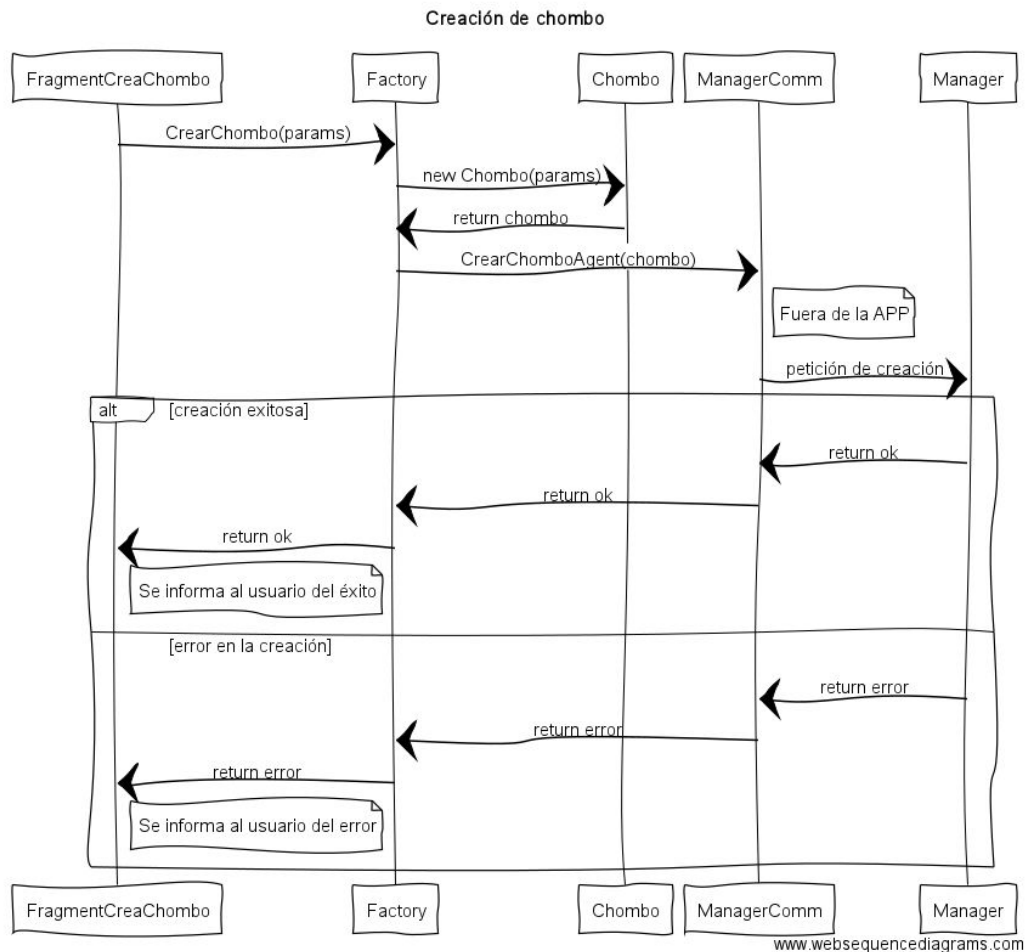 Creación de chombo
FragmentCreaChombo
Factory
Chombo
ManagerComm
Manager
CrearChombo(params)
new Chombo(params)
return chombo
CrearChomboAgent(chombo)
Fuera de la APP
petición de creación
alt
[creación exitosa]
return ok
return ok
return ok
Se informa al usuario del éxito
[error en la creación]
return error
return error
return error
Se informa al usuario del error
FragmentCreaChombo
Factory
Chombo
ManagerComm
Manager
www.websequencediagrams.com